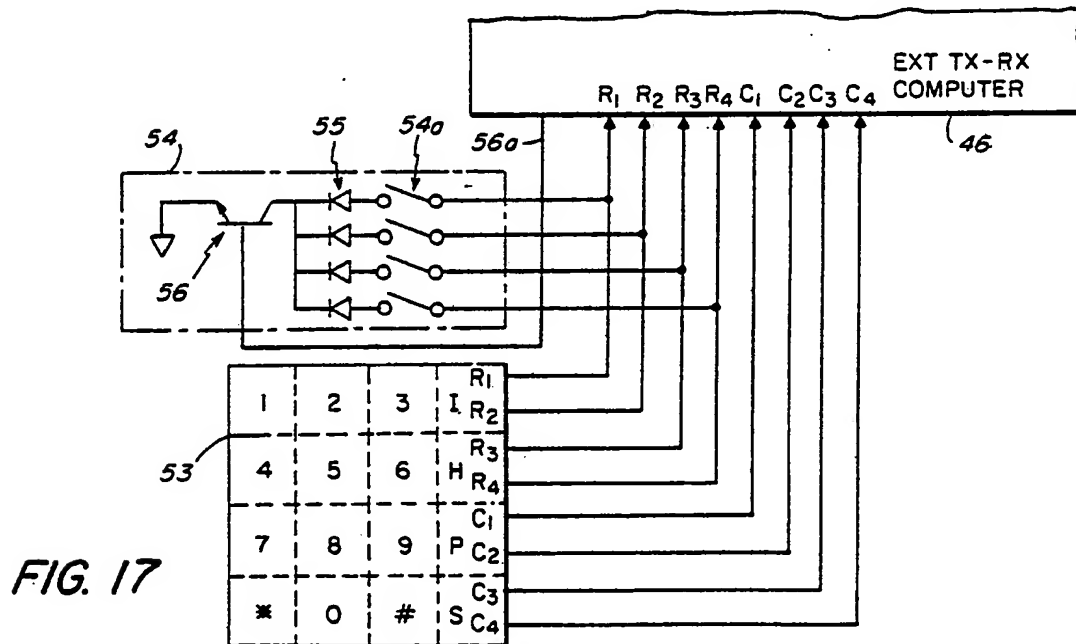 EXT TX-RX
COMPUTER
R1 R2 R3 R4 C1 C2 C3 C4
46
56a
54
55
54a
56
53
1 2 3 I R1
R2
4 5 6 H R3
R4
7 8 9 P C1
C2
* 0 # S C3
C4
FIG. 17